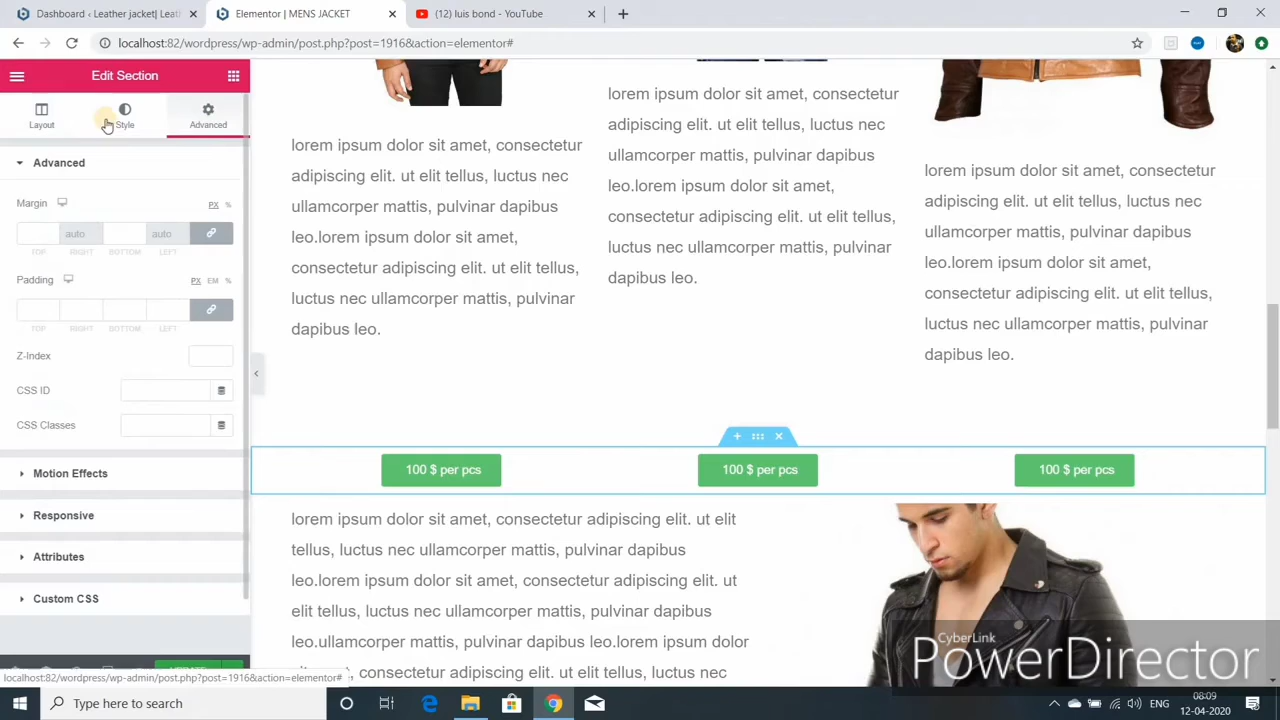 Dashboard ‹ Leather jacket| Leat
Elementor | MENS JACKET
(12) luis bond - YouTube
localhost:82/wordpress/wp-admin/post.php?post=1916&action=elementor#
Edit Section
Layout
Style
Advanced
Advanced
Margin
PX %
auto
auto
TOP RIGHT BOTTOM LEFT
Padding
PX EM %
TOP RIGHT BOTTOM LEFT
Z-Index
CSS ID
CSS Classes
Motion Effects
Responsive
Attributes
Custom CSS
lorem ipsum dolor sit amet, consectetur
adipiscing elit. ut elit tellus, luctus nec
ullamcorper mattis, pulvinar dapibus
leo.lorem ipsum dolor sit amet,
consectetur adipiscing elit. ut elit tellus,
luctus nec ullamcorper mattis, pulvinar
dapibus leo.
lorem ipsum dolor sit amet, consectetur
adipiscing elit. ut elit tellus, luctus nec
ullamcorper mattis, pulvinar dapibus
leo.lorem ipsum dolor sit amet,
consectetur adipiscing elit. ut elit tellus,
luctus nec ullamcorper mattis, pulvinar
dapibus leo.
lorem ipsum dolor sit amet, consectetur
adipiscing elit. ut elit tellus, luctus nec
ullamcorper mattis, pulvinar dapibus
leo.lorem ipsum dolor sit amet,
consectetur adipiscing elit. ut elit tellus,
luctus nec ullamcorper mattis, pulvinar
dapibus leo.
100 $ per pcs
100 $ per pcs
100 $ per pcs
lorem ipsum dolor sit amet, consectetur adipiscing elit. ut elit
tellus, luctus nec ullamcorper mattis, pulvinar dapibus
leo.lorem ipsum dolor sit amet, consectetur adipiscing elit. ut
elit tellus, luctus nec ullamcorper mattis, pulvinar dapibus
leo.ullamcorper mattis, pulvinar dapibus leo.lorem ipsum dolor
consectetur adipiscing elit. ut elit tellus, luctus nec
localhost:82/wordpress/wp-admin/post.php?post=1916&action=elementor#
CyberLink
PowerDirector
Type here to search
ENG
08:09
12-04-2020